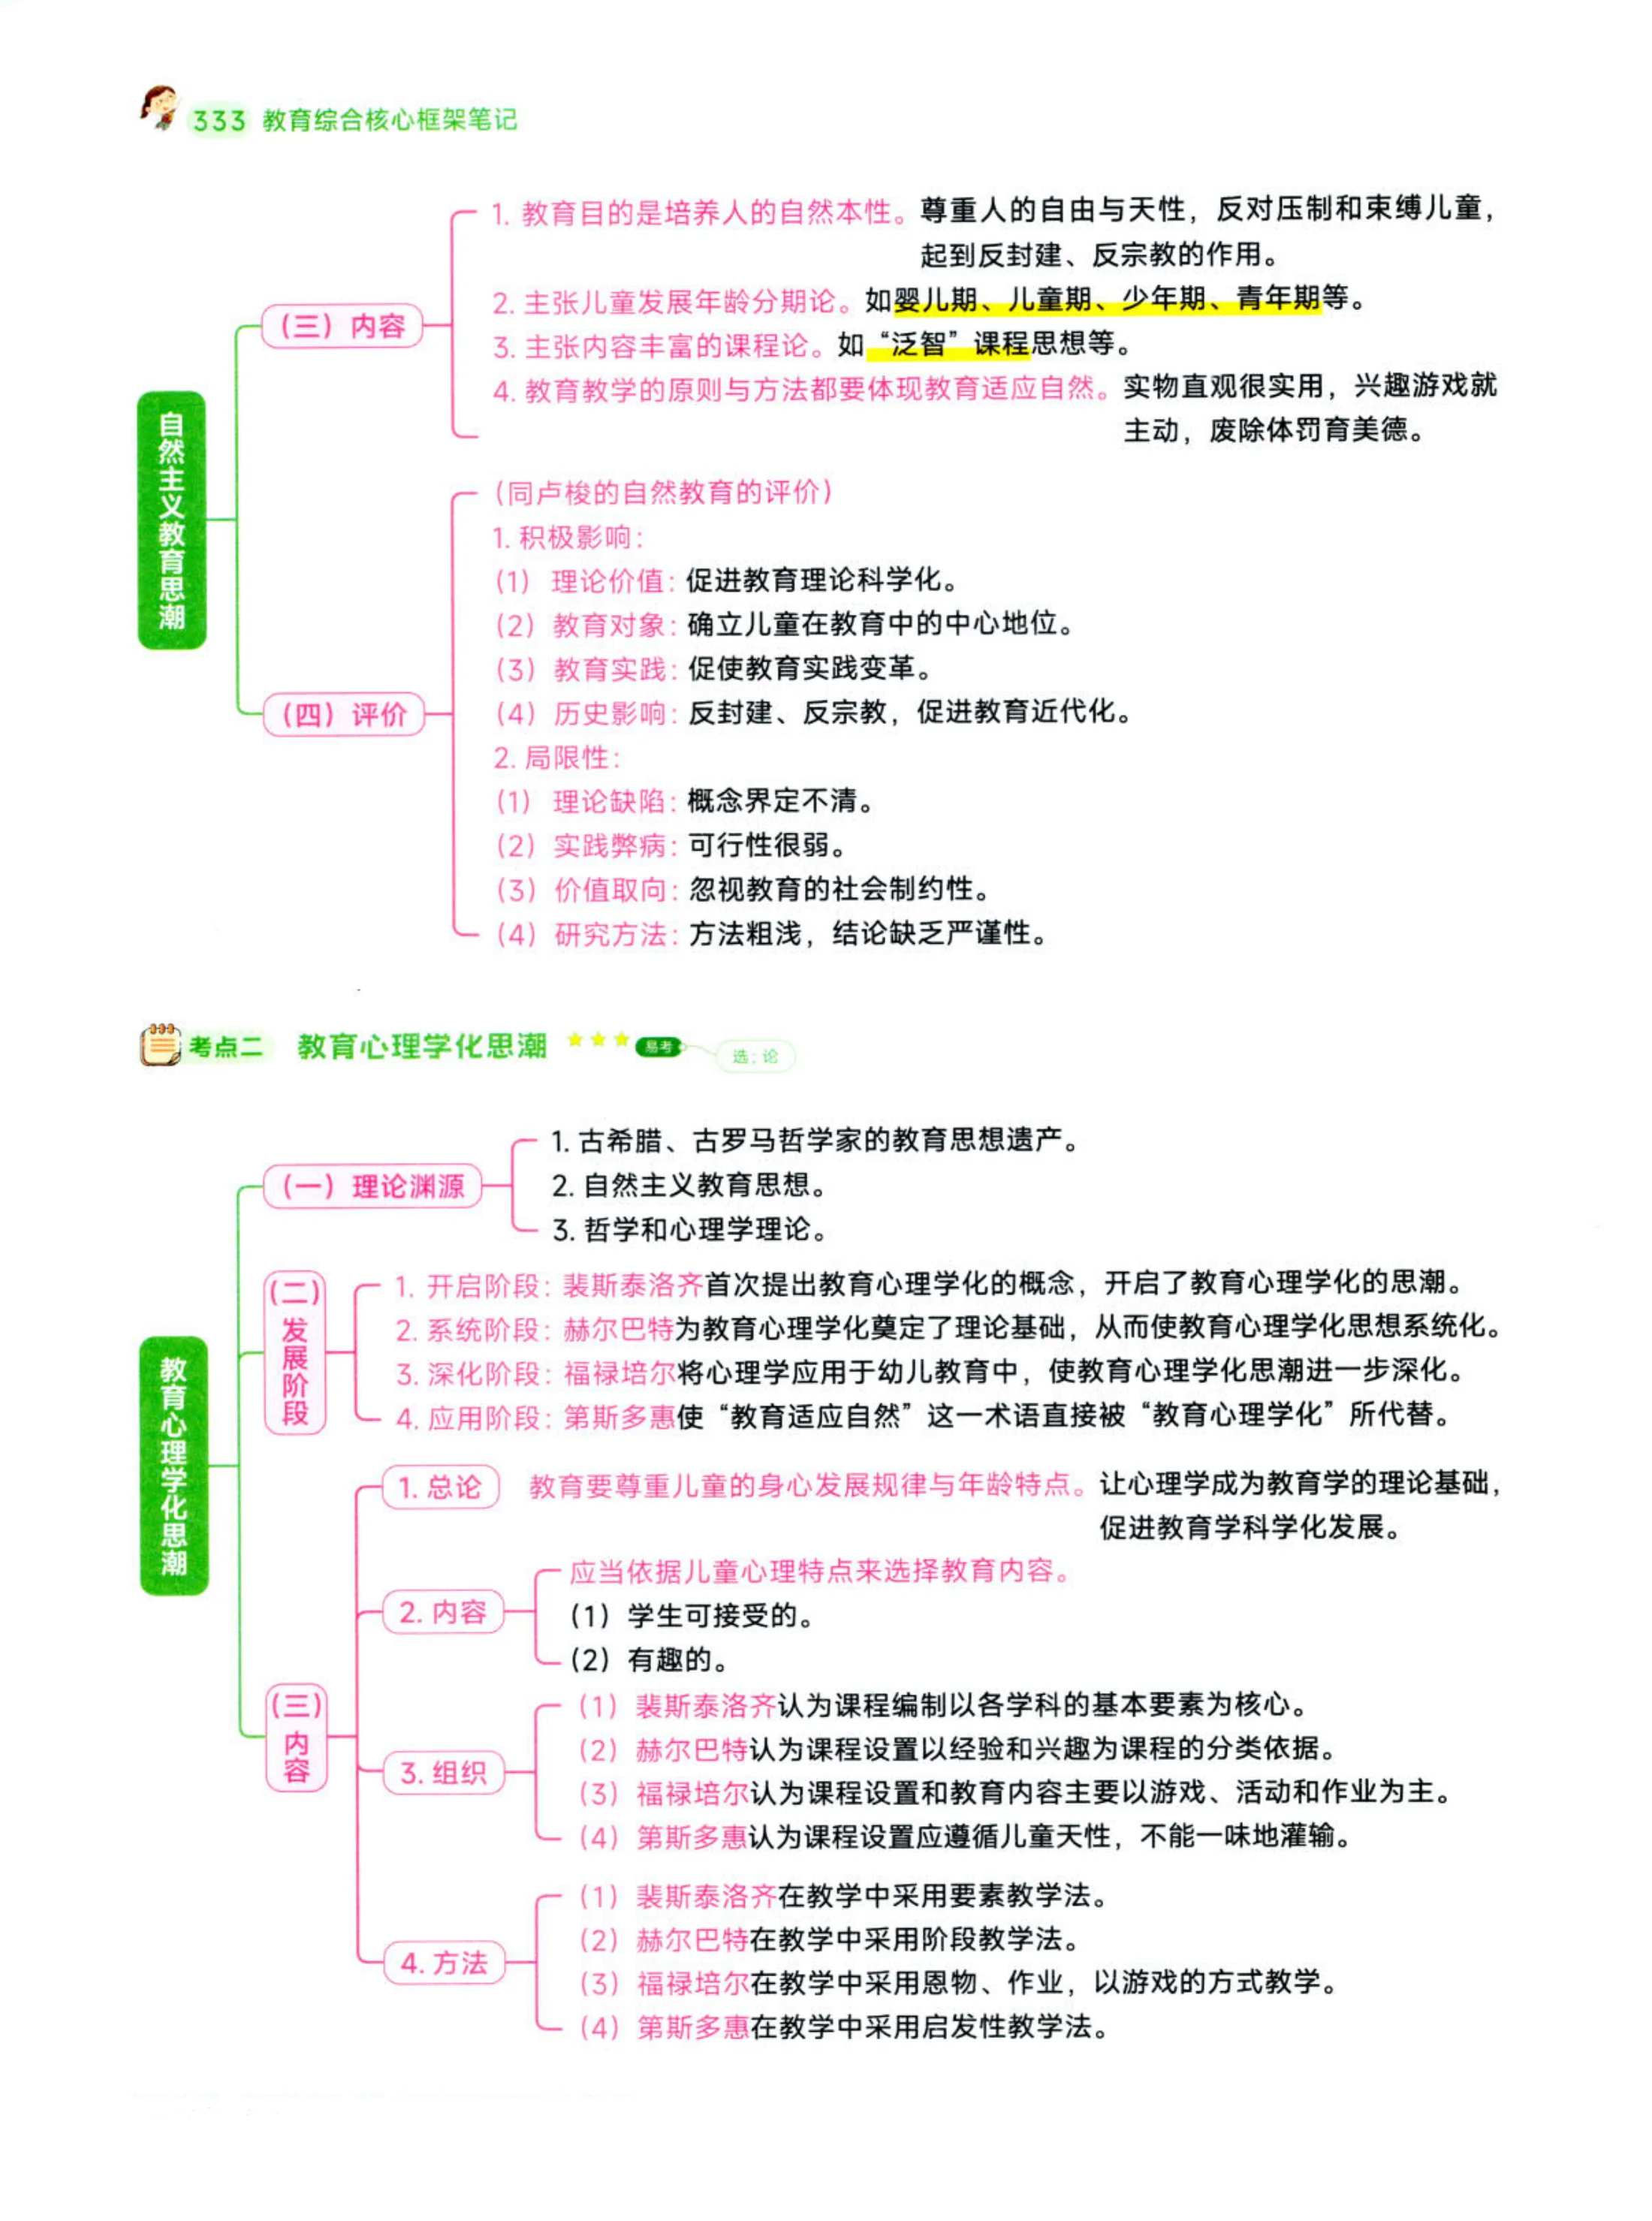 333 教育综合核心框架笔记
自然主义教育思潮
（三）内容
1. 教育目的是培养人的自然本性。尊重人的自由与天性，反对压制和束缚儿童，
起到反封建、反宗教的作用。
2. 主张儿童发展年龄分期论。如婴儿期、儿童期、少年期、青年期等。
3. 主张内容丰富的课程论。如“泛智”课程思想等。
4. 教育教学的原则与方法都要体现教育适应自然。实物直观很实用，兴趣游戏就
主动，废除体罚育美德。
（四）评价
（同卢梭的自然教育的评价）
1. 积极影响：
（1）理论价值：促进教育理论科学化。
（2）教育对象：确立儿童在教育中的中心地位。
（3）教育实践：促使教育实践变革。
（4）历史影响：反封建、反宗教，促进教育近代化。
2. 局限性：
（1）理论缺陷：概念界定不清。
（2）实践弊病：可行性很弱。
（3）价值取向：忽视教育的社会制约性。
（4）研究方法：方法粗浅，结论缺乏严谨性。
考点二 教育心理学化思潮 易考 选：论
教育心理学化思潮
（一）理论渊源
1. 古希腊、古罗马哲学家的教育思想遗产。
2. 自然主义教育思想。
3. 哲学和心理学理论。
（二）发展阶段
1. 开启阶段：裴斯泰洛齐首次提出教育心理学化的概念，开启了教育心理学化的思潮。
2. 系统阶段：赫尔巴特为教育心理学化奠定了理论基础，从而使教育心理学化思想系统化。
3. 深化阶段：福禄培尔将心理学应用于幼儿教育中，使教育心理学化思潮进一步深化。
4. 应用阶段：第斯多惠使“教育适应自然”这一术语直接被“教育心理学化”所代替。
（三）内容
1. 总论 教育要尊重儿童的身心发展规律与年龄特点。让心理学成为教育学的理论基础，
促进教育学科学化发展。
2. 内容
应当依据儿童心理特点来选择教育内容。
（1）学生可接受的。
（2）有趣的。
3. 组织
（1）裴斯泰洛齐认为课程编制以各学科的基本要素为核心。
（2）赫尔巴特认为课程设置以经验和兴趣为课程的分类依据。
（3）福禄培尔认为课程设置和教育内容主要以游戏、活动和作业为主。
（4）第斯多惠认为课程设置应遵循儿童天性，不能一味地灌输。
4. 方法
（1）裴斯泰洛齐在教学中采用要素教学法。
（2）赫尔巴特在教学中采用阶段教学法。
（3）福禄培尔在教学中采用恩物、作业，以游戏的方式教学。
（4）第斯多惠在教学中采用启发性教学法。